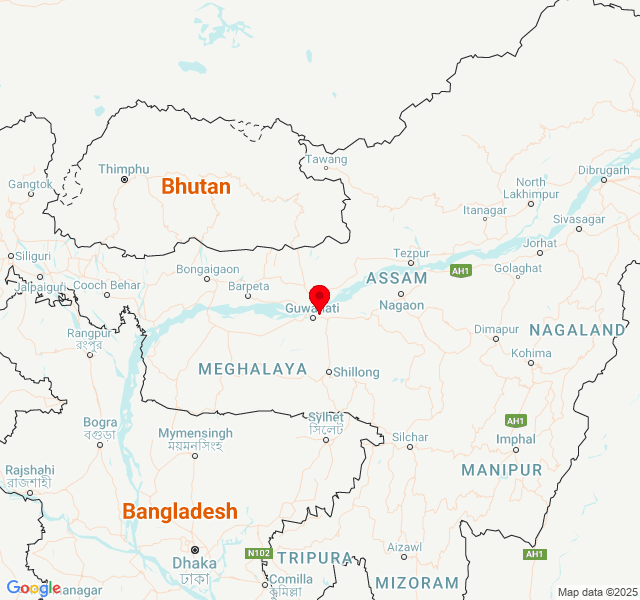 Tawang
Thimphu
Bhutan
Gangtok
North
Lakhimpur
Dibrugarh
Itanagar
Sivasagar
Siliguri
Tezpur
Jorhat
Jalpaiguri
Cooch Behar
Bongaigaon
Barpeta
ASSAM
AH1
Golaghat
Nagaon
Guwahati
Rangpur
রংপুর
Dimapur
NAGALAND
Kohima
MEGHALAYA
Shillong
Bogra
বগুড়া
Mymensingh
ময়মনসিংহ
Sylhet
সিলেট
Silchar
AH1
Imphal
MANIPUR
Rajshahi
রাজশাহী
Bangladesh
Dhaka
ঢাকা
N102
TRIPURA
Aizawl
AH1
Comilla
কুমিল্লা
MIZORAM
Google
anagar
Map data ©2025